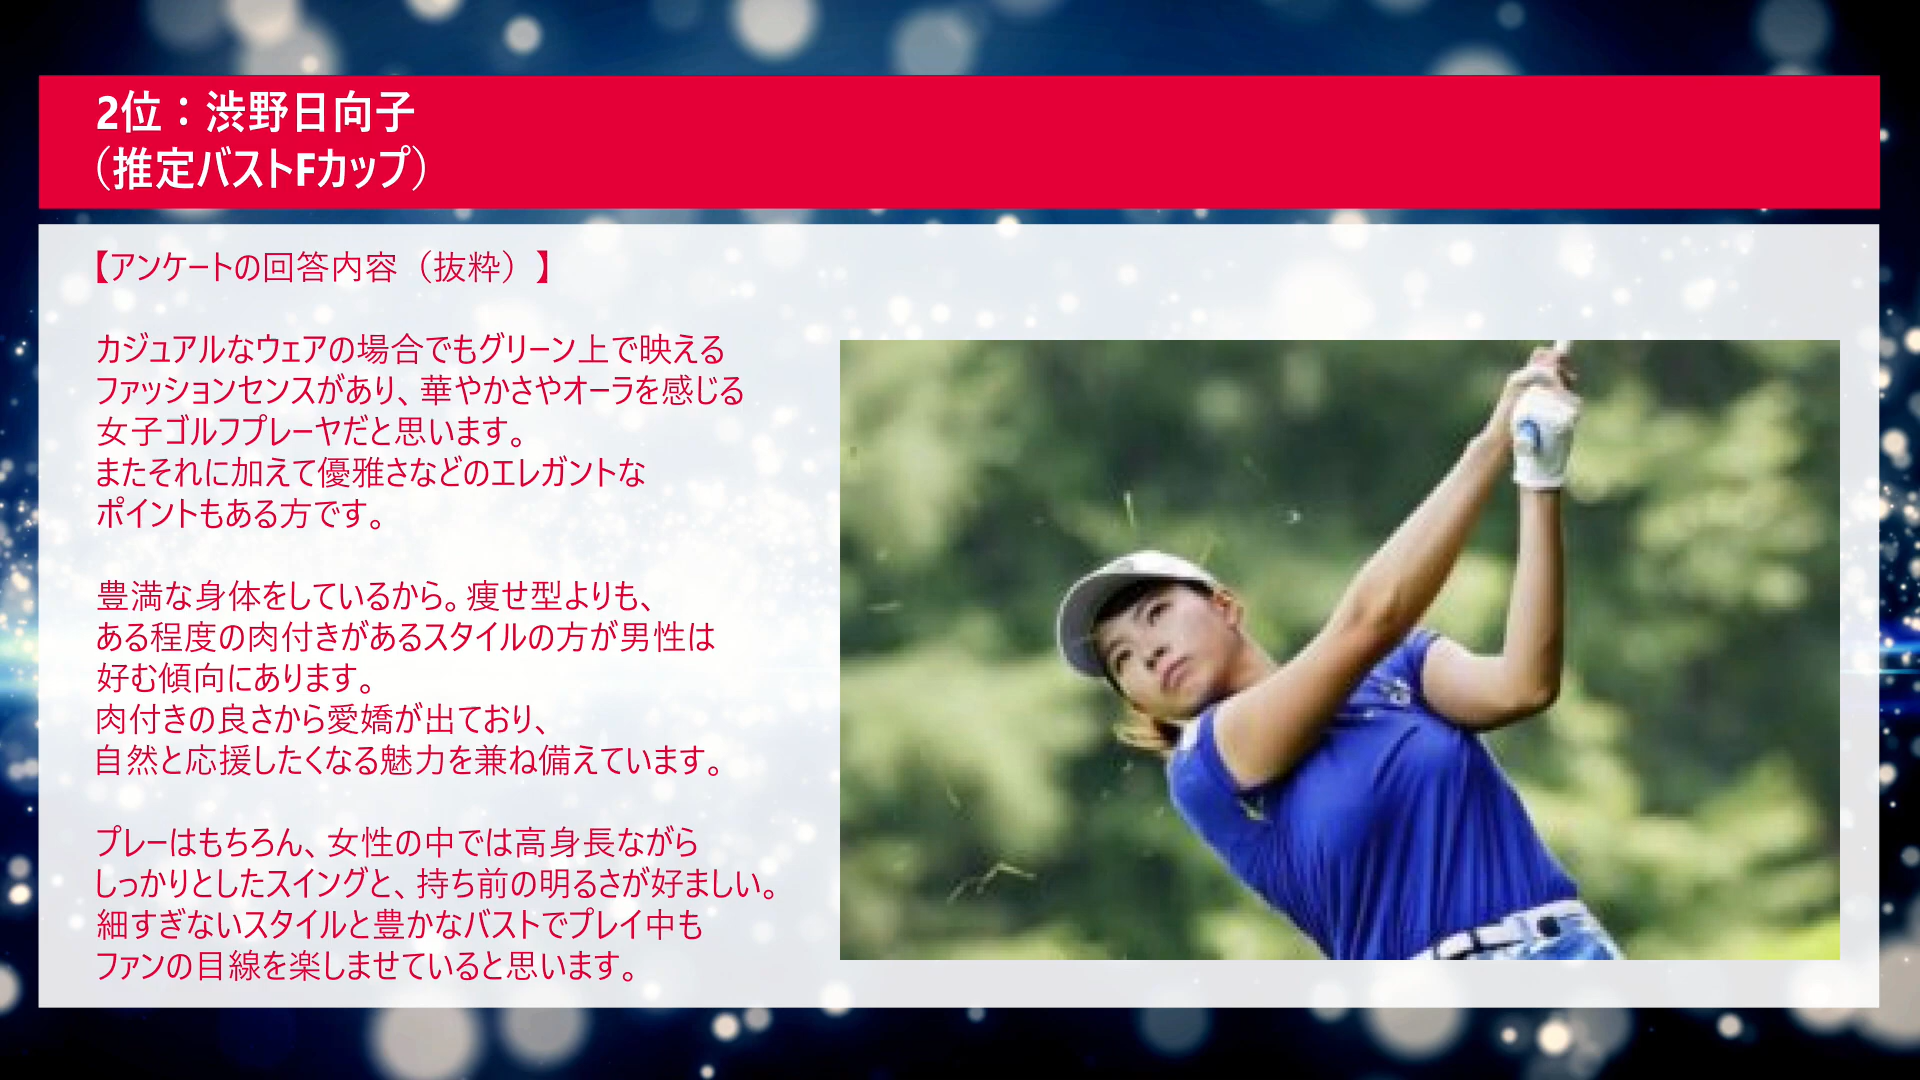 2位：渋野日向子
（推定バストFカップ）
【アンケートの回答内容（抜粋）】
カジュアルなウェアの場合でもグリーン上で映える
ファッションセンスがあり、華やかさやオーラを感じる
女子ゴルフプレーヤだと思います。
またそれに加えて優雅さなどのエレガントな
ポイントもある方です。
豊満な身体をしているから。痩せ型よりも、
ある程度の肉付きがあるスタイルの方が男性は
好む傾向にあります。
肉付きの良さから愛嬌が出ており、
自然と応援したくなる魅力を兼ね備えています。
プレーはもちろん、女性の中では高身長ながら
しっかりとしたスイングと、持ち前の明るさが好ましい。
細すぎないスタイルと豊かなバストでプレイ中も
ファンの目線を楽しませていると思います。